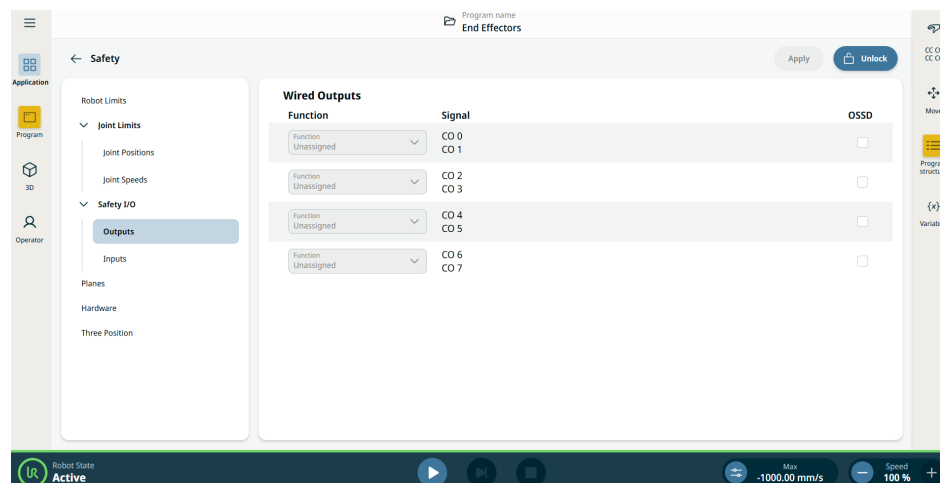 Program name
End Effectors
Safety
Apply
Unlock
Application
Program
3D
Operator
Robot Limits
Joint Limits
Joint Positions
Joint Speeds
Safety I/O
Outputs
Inputs
Planes
Hardware
Three Position
Wired Outputs
Function Signal OSSD
Function
Unassigned
CO 0
CO 1
Function
Unassigned
CO 2
CO 3
Function
Unassigned
CO 4
CO 5
Function
Unassigned
CO 6
CO 7
Move
{x}
Robot State
Active
Max
-1000.00 mm/s
Speed
100 %